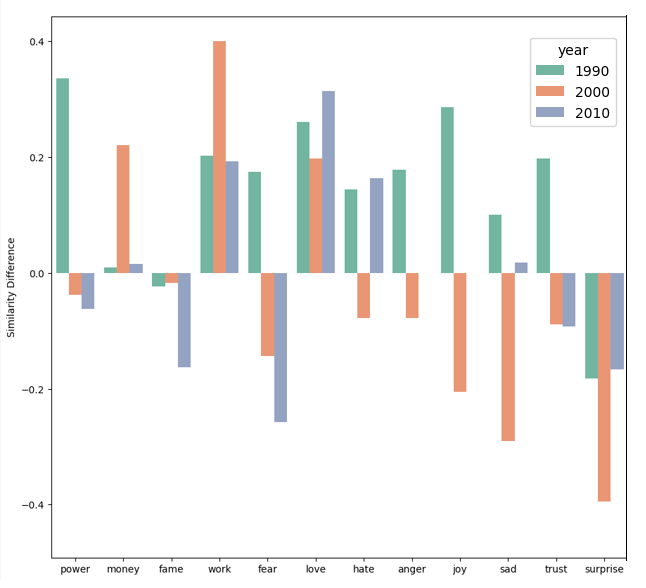 year
1990
2000
2010
0.4
0.2
0.0
−0.2
−0.4
Similarity Difference
power money fame work fear love hate anger joy sad trust surprise